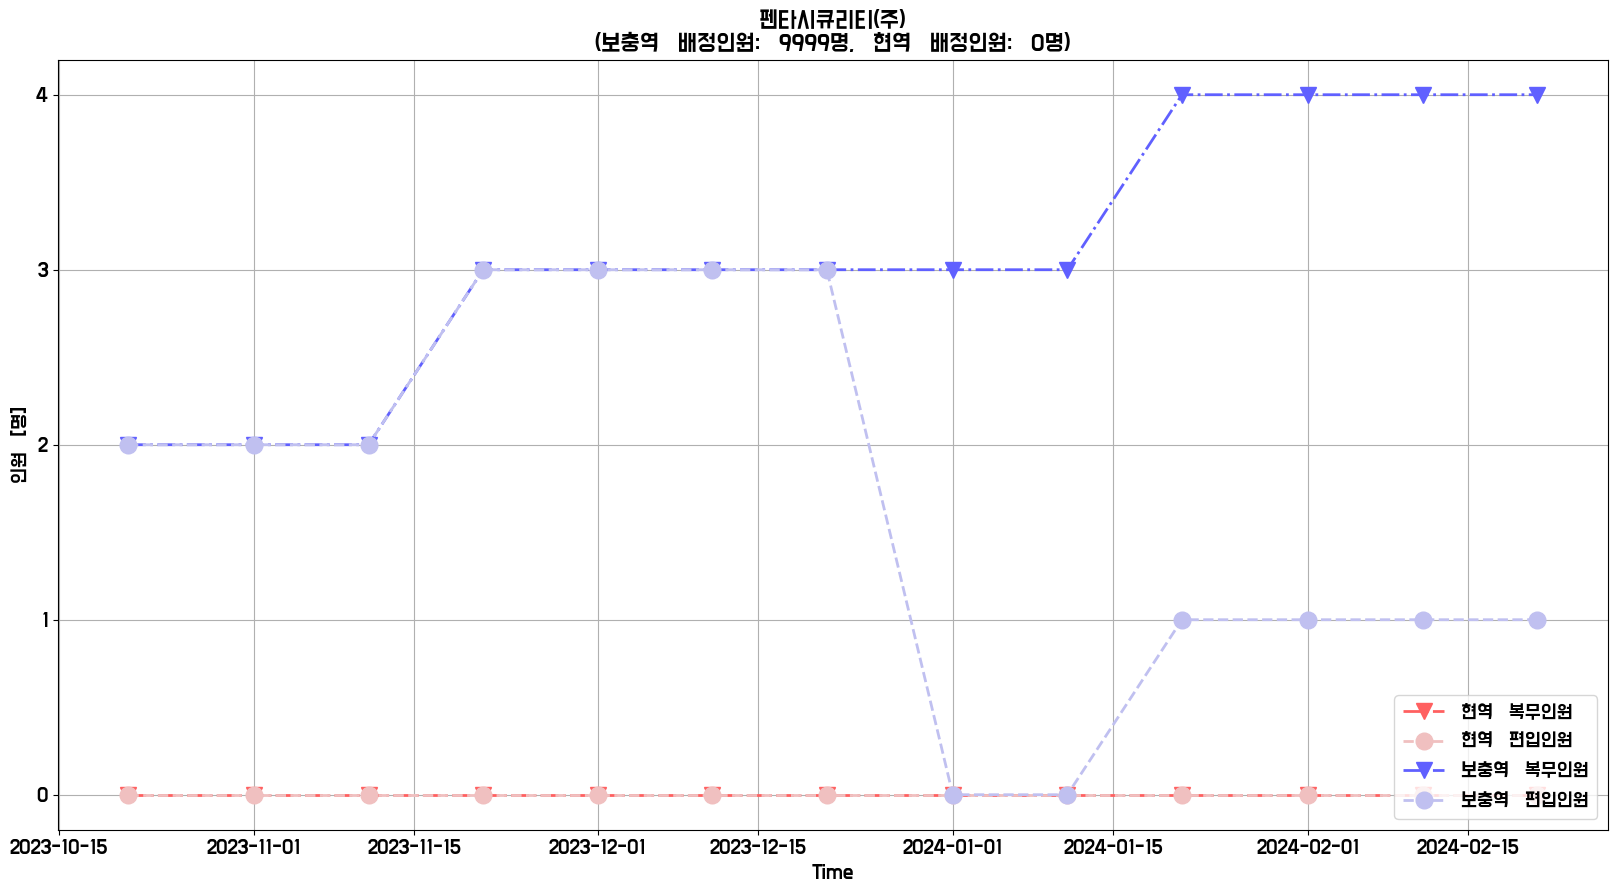 펜타시큐리티(주)
(보충역 배정인원: 9999명, 현역 배정인원: 0명)
4
3
2
1
0
인원 [명]
2023-10-15 2023-11-01 2023-11-15 2023-12-01 2023-12-15 2024-01-01 2024-01-15 2024-02-01 2024-02-15
Time
현역 복무인원
현역 편입인원
보충역 복무인원
보충역 편입인원